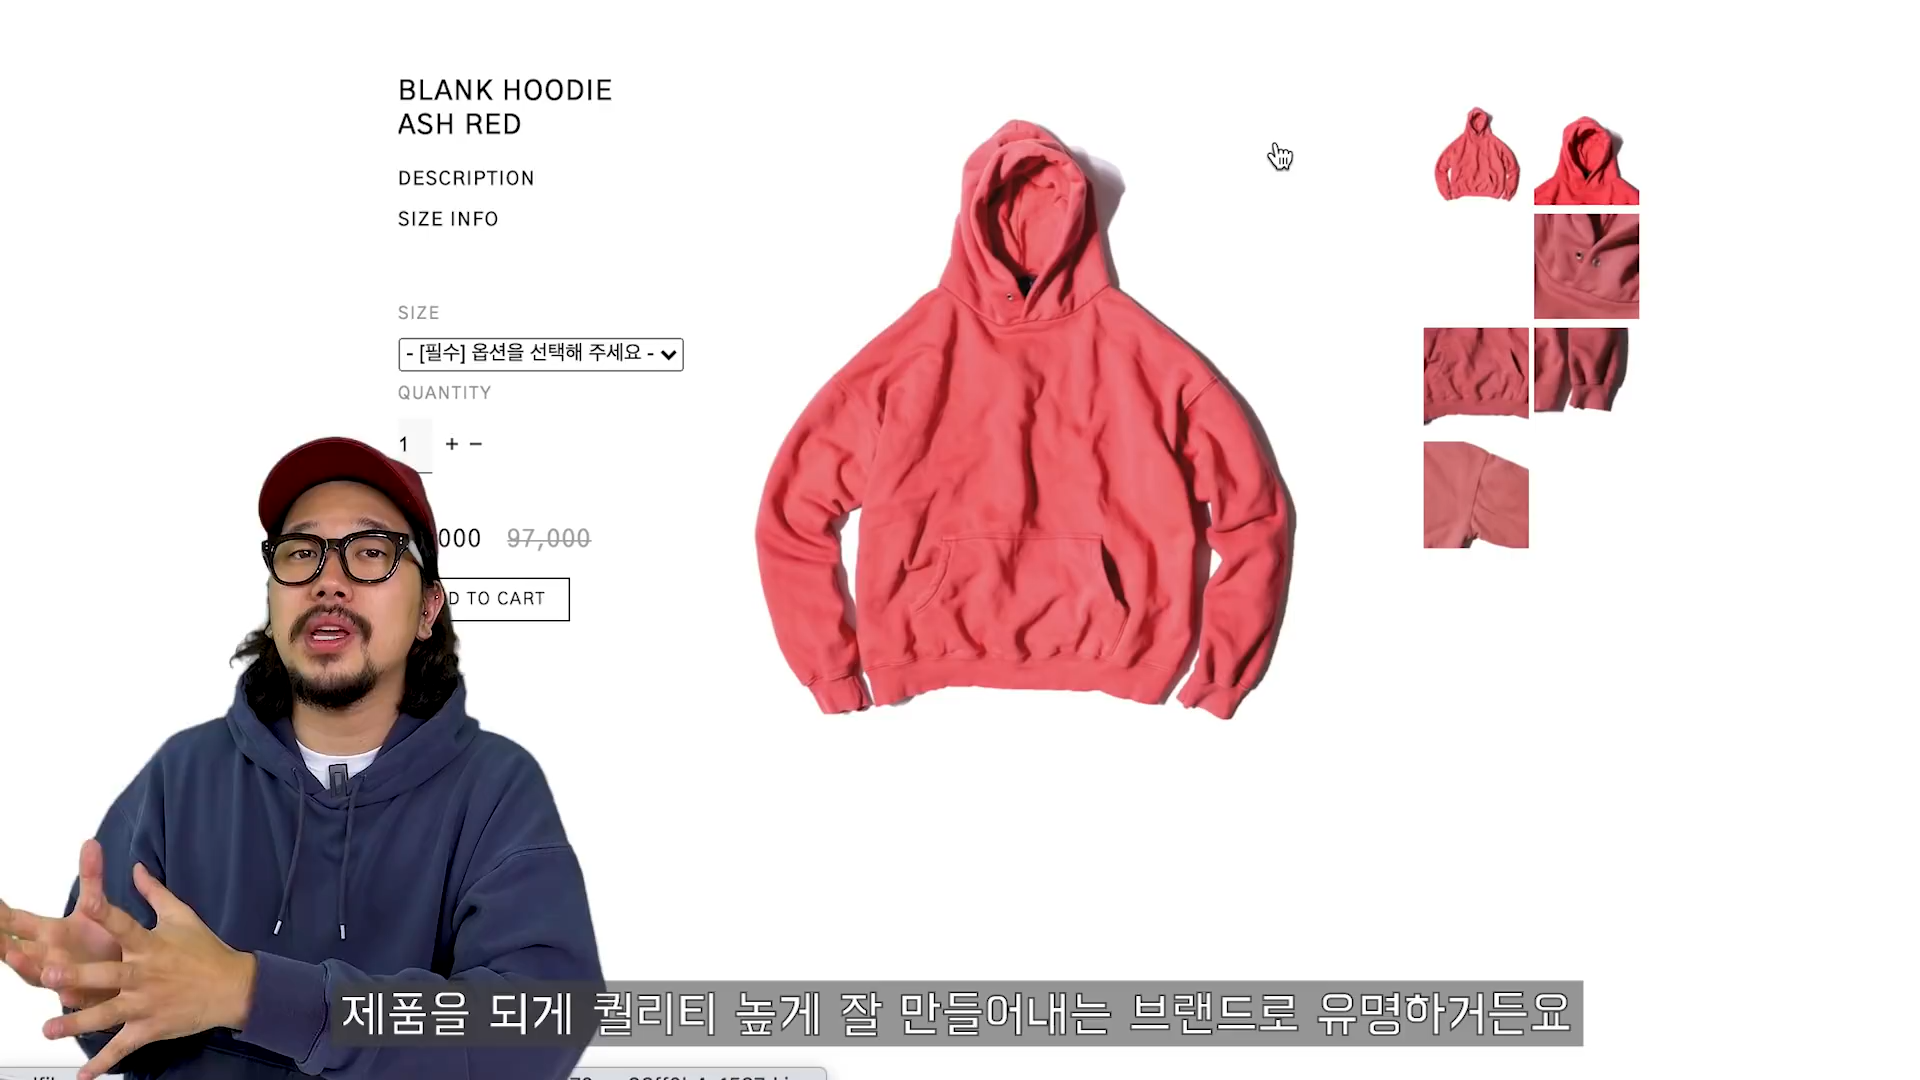 BLANK HOODIE
ASH RED
DESCRIPTION
SIZE INFO
SIZE
- [필수] 옵션을 선택해 주세요 -
QUANTITY
1 + −
000 97,000
D TO CART
제품을 되게 퀄리티 높게 잘 만들어내는 브랜드로 유명하거든요